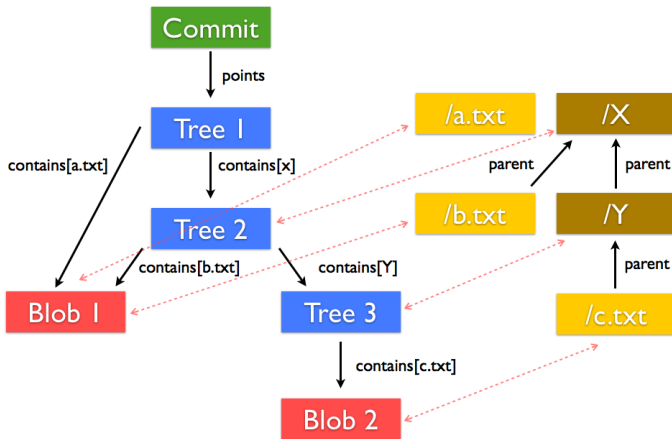 Commit
points
/a.txt
/X
Tree 1
contains[a.txt]
contains[x]
parent
parent
Tree 2
/b.txt
/Y
contains[b.txt]
contains[Y]
parent
Blob 1
Tree 3
/c.txt
contains[c.txt]
Blob 2